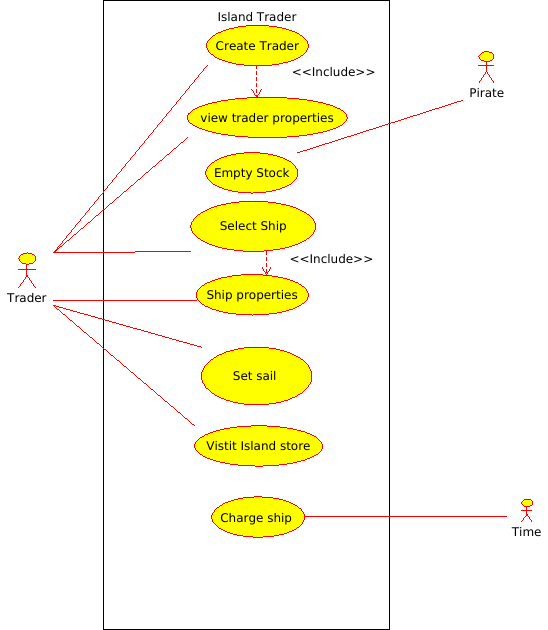 Island Trader
Create Trader
<<Include>>
Pirate
view trader properties
Empty Stock
Select Ship
<<Include>>
Trader
Ship properties
Set sail
Vistit Island store
Charge ship
Time